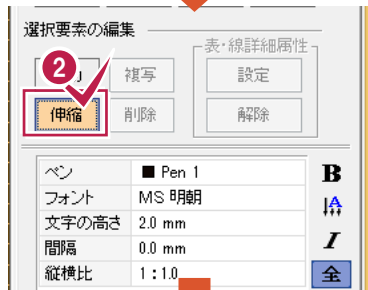 選択要素の編集
表・線詳細属性
2
複写
設定
伸縮
削除
解除
ペン ■ Pen 1
フォント MS 明朝
文字の高さ 2.0 mm
間隔 0.0 mm
縦横比 1：1.0
B
A
I
全